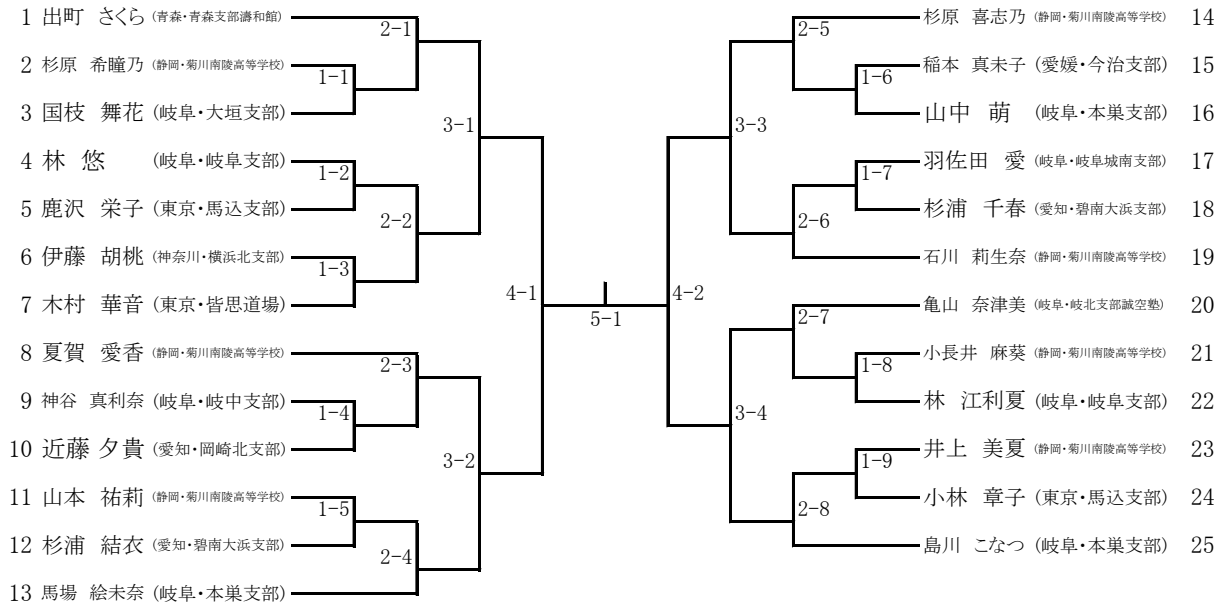 1 出町 さくら (青森・青森支部濤和館)
2 杉原 希瞳乃 (静岡・菊川南陵高等学校)
3 国枝 舞花 (岐阜・大垣支部)
4 林 悠 (岐阜・岐阜支部)
5 鹿沢 栄子 (東京・馬込支部)
6 伊藤 胡桃 (神奈川・横浜北支部)
7 木村 華音 (東京・皆思道場)
8 夏賀 愛香 (静岡・菊川南陵高等学校)
9 神谷 真利奈 (岐阜・岐中支部)
10 近藤 夕貴 (愛知・岡崎北支部)
11 山本 祐莉 (静岡・菊川南陵高等学校)
12 杉浦 結衣 (愛知・碧南大浜支部)
13 馬場 絵未奈 (岐阜・本巣支部)
1-1
1-2
1-3
1-4
1-5
2-1
2-2
2-3
2-4
3-1
3-2
4-1
5-1
4-2
3-3
3-4
2-5
2-6
2-7
2-8
1-6
1-7
1-8
1-9
杉原 喜志乃 (静岡・菊川南陵高等学校) 14
稲本 真未子 (愛媛・今治支部) 15
山中 萌 (岐阜・本巣支部) 16
羽佐田 愛 (岐阜・岐阜城南支部) 17
杉浦 千春 (愛知・碧南大浜支部) 18
石川 莉生奈 (静岡・菊川南陵高等学校) 19
亀山 奈津美 (岐阜・岐北支部誠空塾) 20
小長井 麻葵 (静岡・菊川南陵高等学校) 21
林 江利夏 (岐阜・岐阜支部) 22
井上 美夏 (静岡・菊川南陵高等学校) 23
小林 章子 (東京・馬込支部) 24
島川 こなつ (岐阜・本巣支部) 25